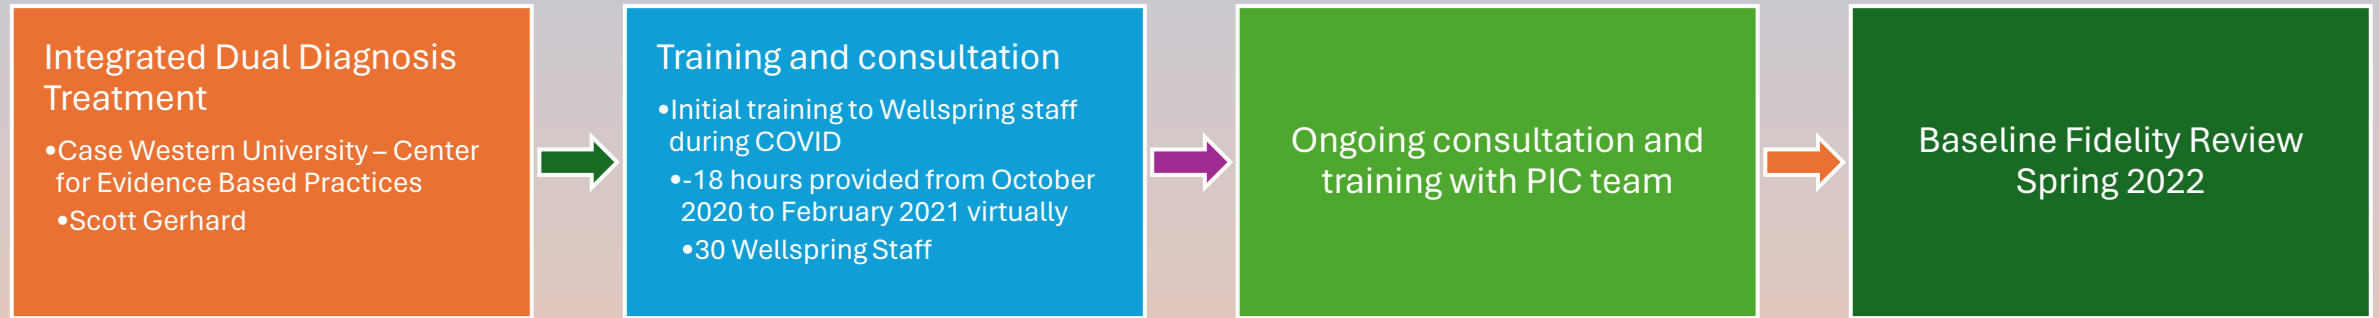 Integrated Dual Diagnosis
Treatment
•Case Western University – Center
for Evidence Based Practices
•Scott Gerhard
Training and consultation
•Initial training to Wellspring staff
during COVID
•-18 hours provided from October
2020 to February 2021 virtually
•30 Wellspring Staff
Ongoing consultation and
training with PIC team
Baseline Fidelity Review
Spring 2022